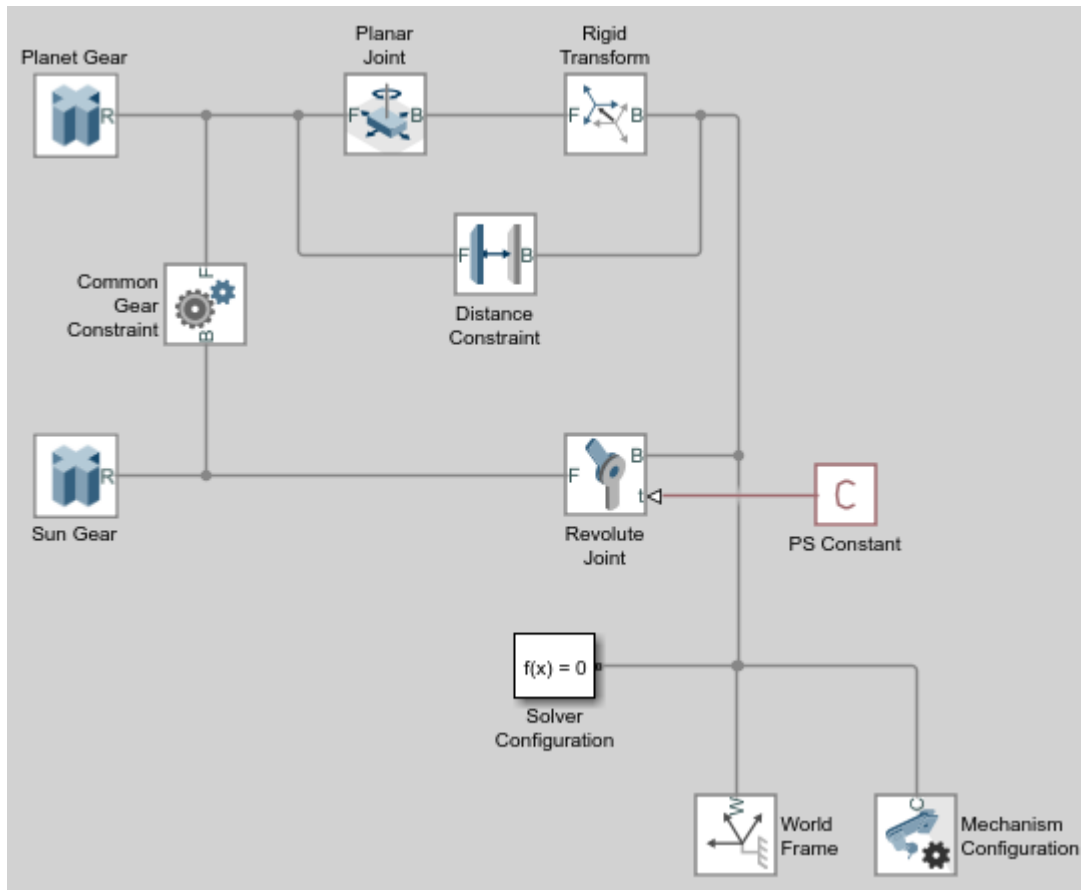 Planar
Joint
Rigid
Transform
Planet Gear
R
F
B
F
B
F
B
Common
Gear
Constraint
F
B
Distance
Constraint
R
F
B
t
C
Sun Gear
Revolute
Joint
PS Constant
f(x) = 0
Solver
Configuration
W
World
Frame
C
Mechanism
Configuration